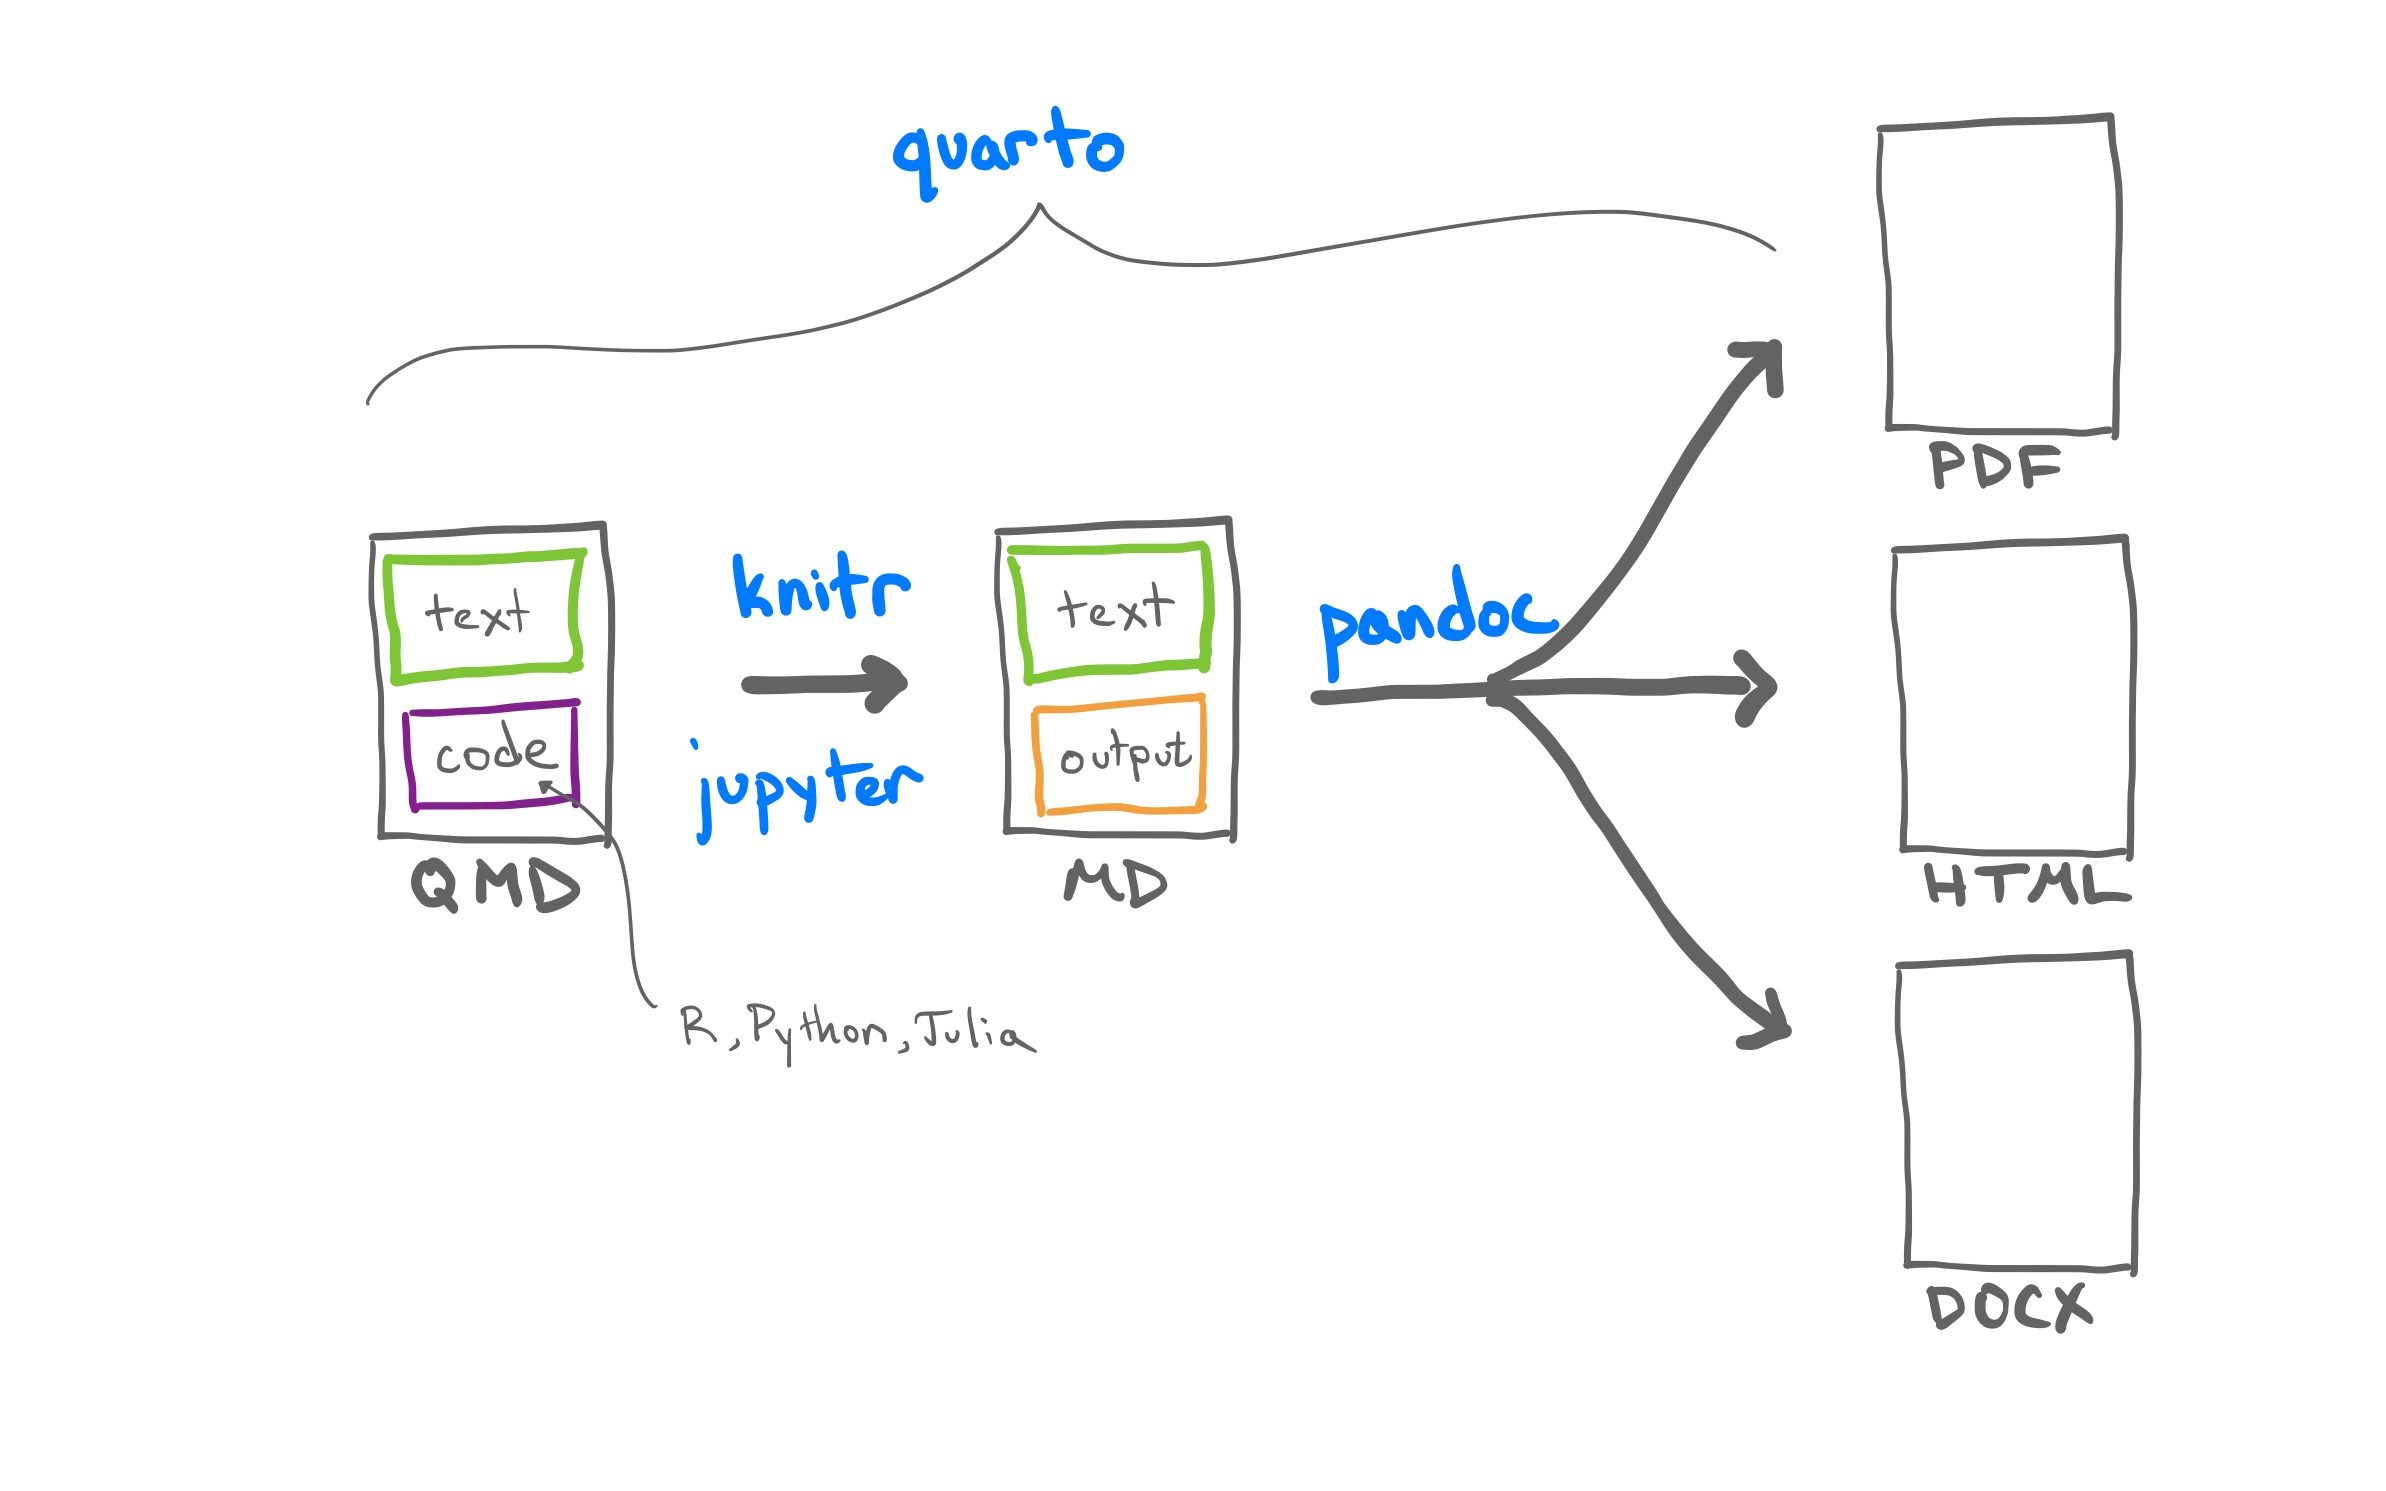 quarto
PDF
text
code
QMD
knitr
jupyter
text
output
MD
pandoc
HTML
R, Python, Julia
DOCX